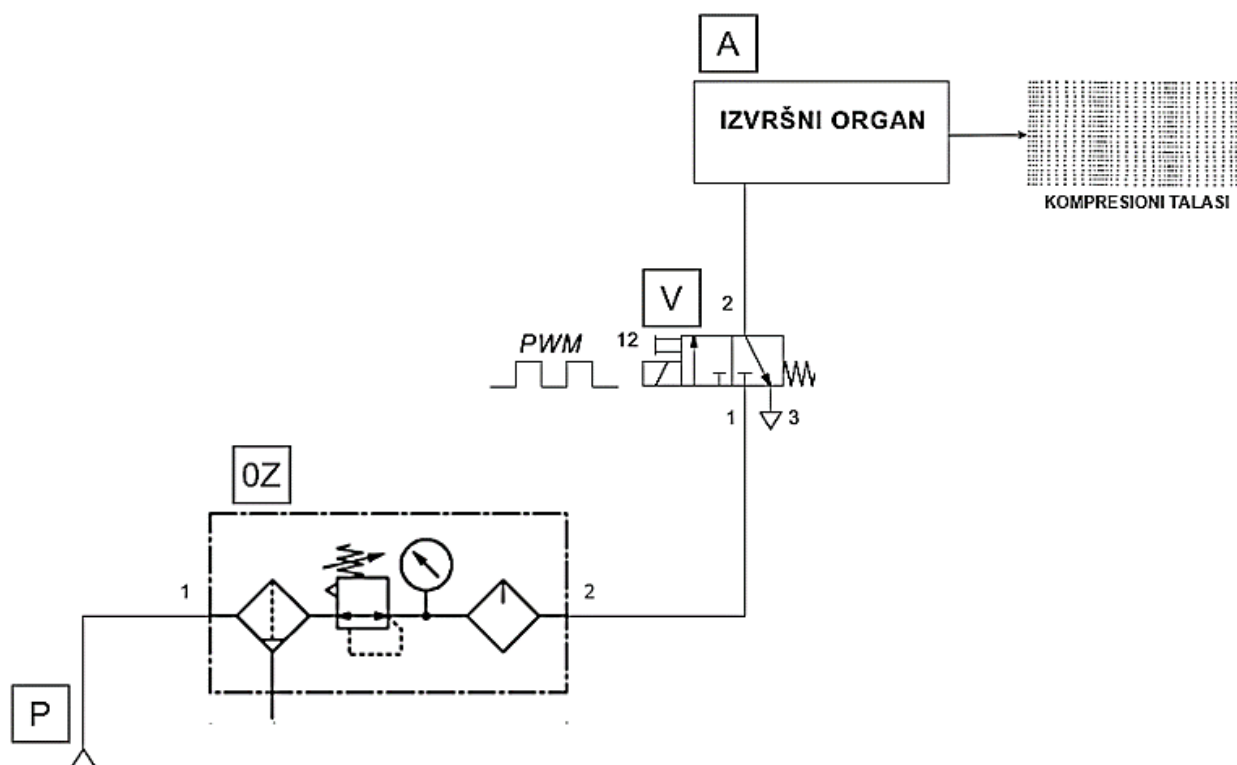 A
IZVRŠNI ORGAN
KOMPRESIONI TALASI
V
2
PWM
12
1
3
0Z
1
2
P